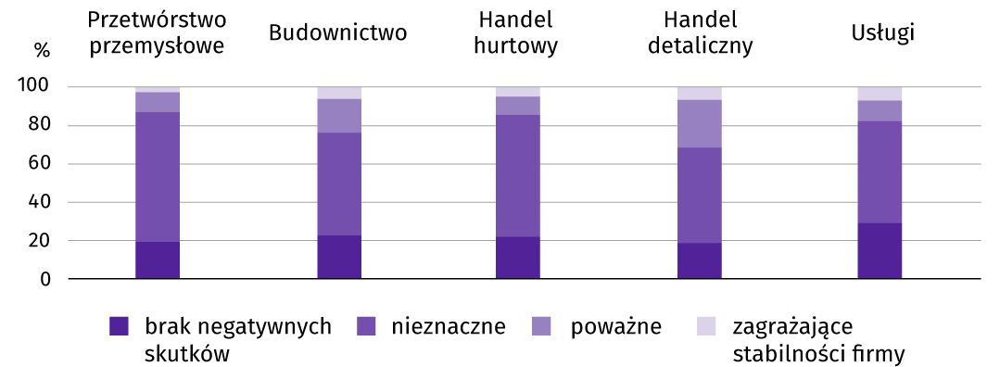 Przetwórstwo
przemysłowe
Budownictwo
Handel
hurtowy
Handel
detaliczny
Usługi
%
100
80
60
40
20
0
brak negatywnych
skutków
nieznaczne
poważne
zagrażające
stabilności firmy